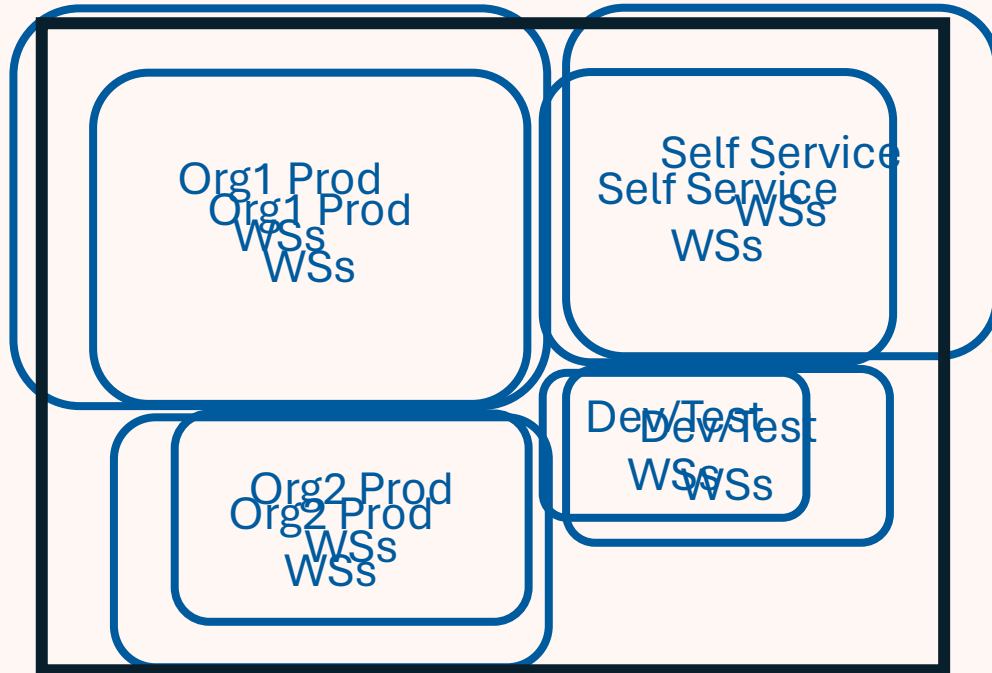 Org1 Prod
WSs
Org1 Prod
WSs
Self Service
WSs
Self Service
WSs
Dev/Test
WSs
Dev/Test
WSs
Org2 Prod
WSs
Org2 Prod
WSs